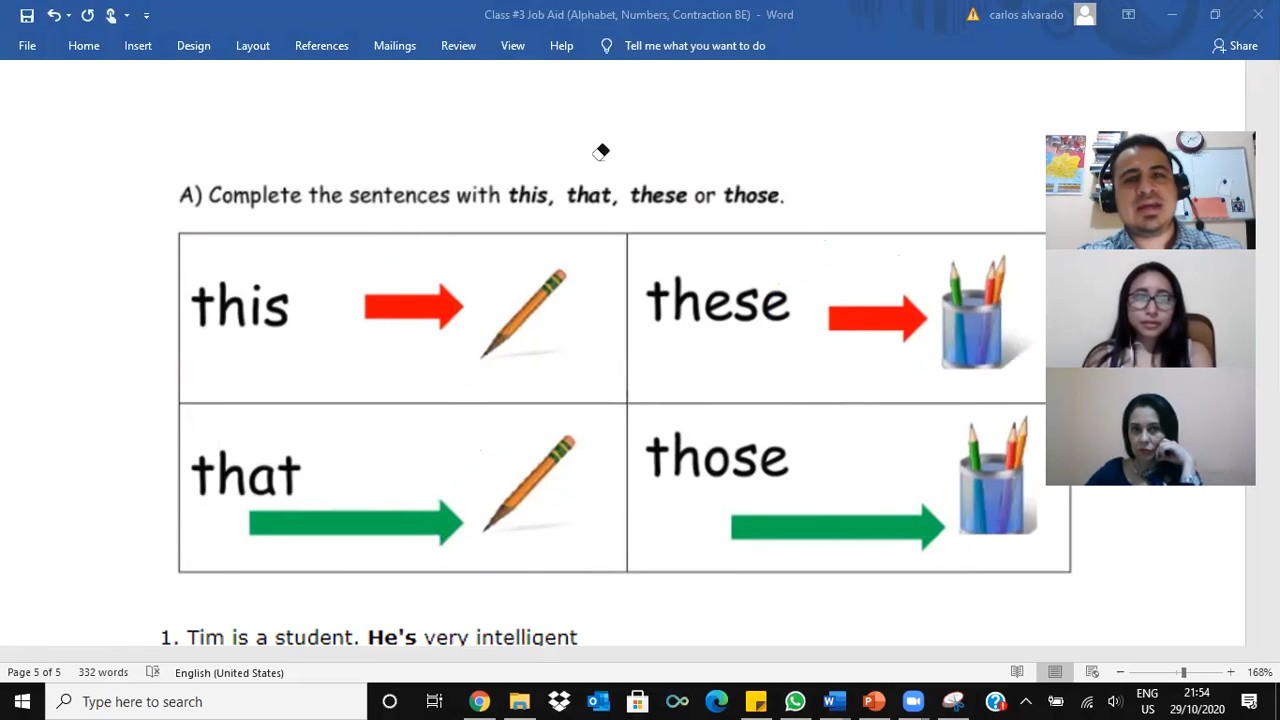 Class #3 Job Aid (Alphabet, Numbers, Contraction BE) - Word
carlos alvarado
File Home Insert Design Layout References Mailings Review View Help Tell me what you want to do Share
A) Complete the sentences with this, that, these or those.
this
these
that
those
1. Tim is a student. He's very intelligent
Page 5 of 5 332 words English (United States) 168%
Type here to search
ENG
US
21:54
29/10/2020